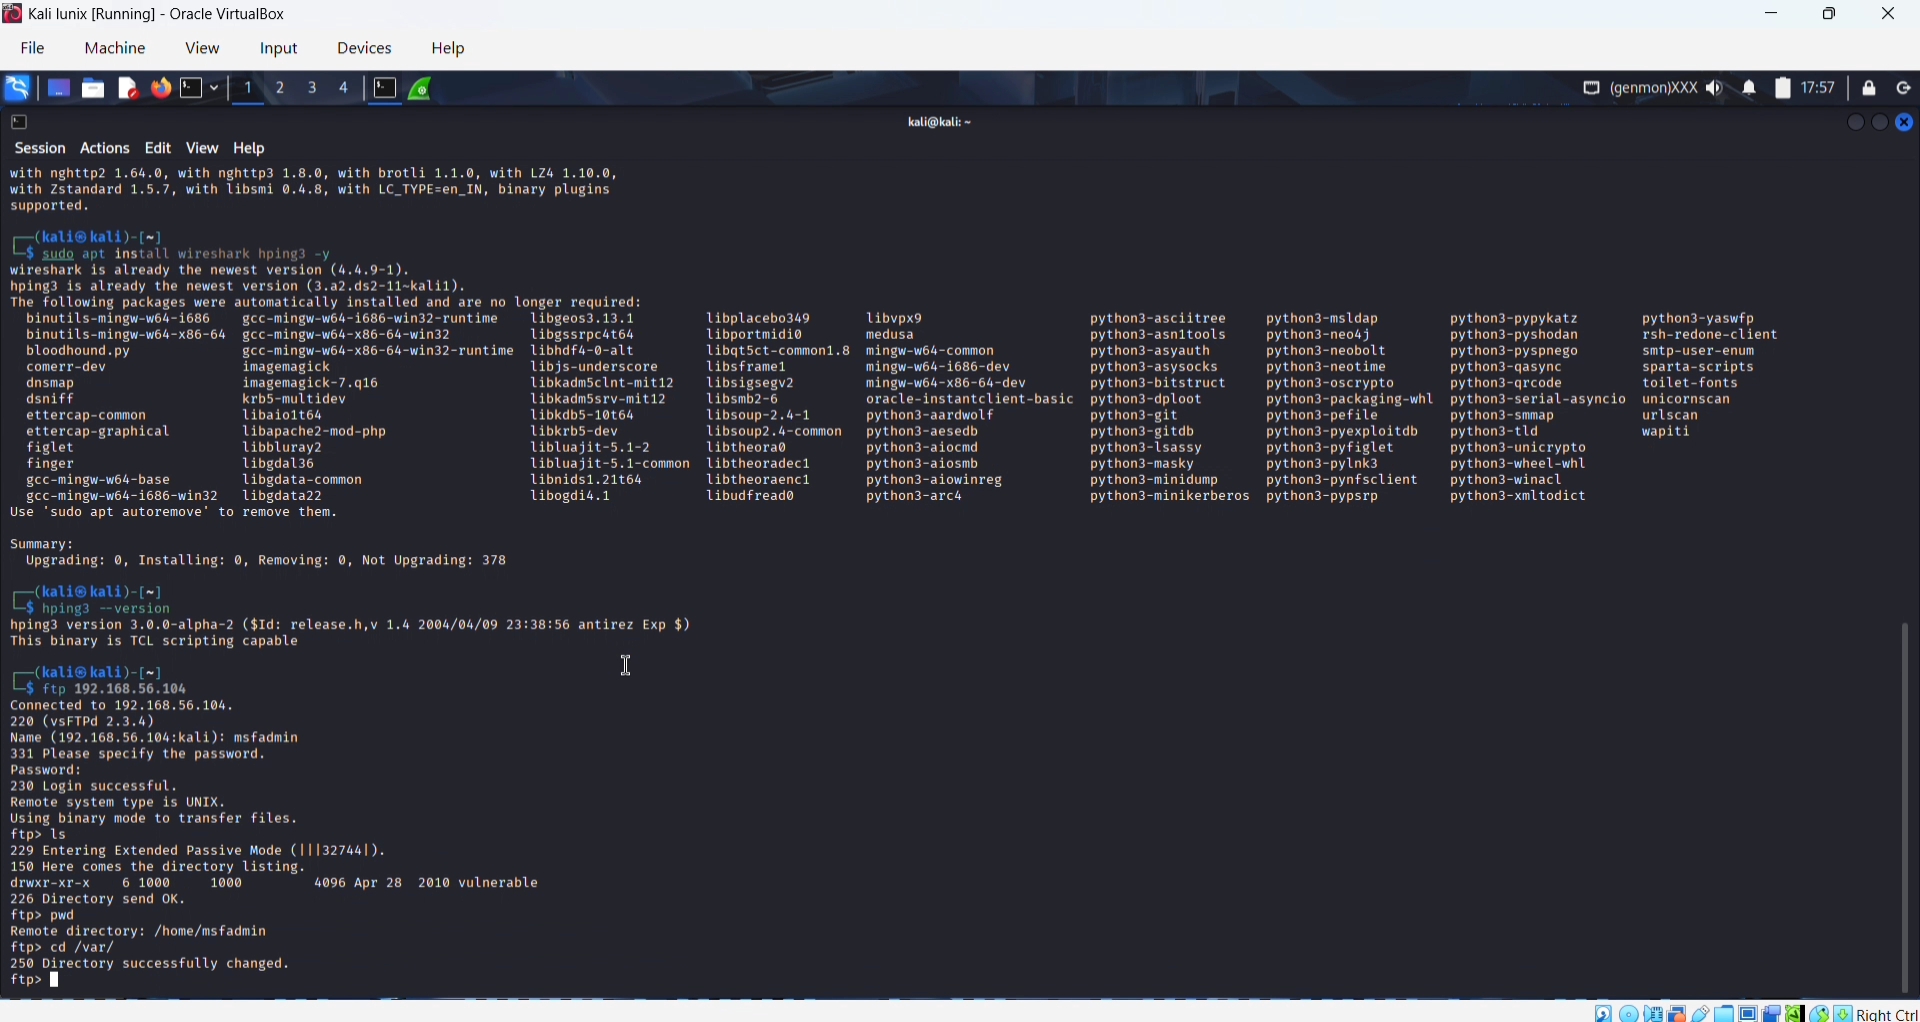 Kali lunix [Running] - Oracle VirtualBox
File Machine View Input Devices Help
1 2 3 4 (genmon)XXX 17:57
kali@kali: ~
Session Actions Edit View Help
with nghttp2 1.64.0, with nghttp3 1.8.0, with brotli 1.1.0, with LZ4 1.10.0,
with Zstandard 1.5.7, with libsmi 0.4.8, with LC_TYPE=en_IN, binary plugins
supported.
┌──(kali㉿kali)-[~]
└─$ sudo apt install wireshark hping3 -y
wireshark is already the newest version (4.4.9-1).
hping3 is already the newest version (3.a2.ds2-11~kali1).
The following packages were automatically installed and are no longer required:
binutils-mingw-w64-i686 gcc-mingw-w64-i686-win32-runtime libgeos3.13.1 libplacebo349 libvpx9 python3-asciitree python3-msldap python3-pypykatz python3-yaswfp
binutils-mingw-w64-x86-64 gcc-mingw-w64-x86-64-win32 libgssrpc4t64 libportmidi0 medusa python3-asn1tools python3-neo4j python3-pyshodan rsh-redone-client
bloodhound.py gcc-mingw-w64-x86-64-win32-runtime libhdf4-0-alt libqt5ct-common1.8 mingw-w64-common python3-asyauth python3-neobolt python3-pyspnego smtp-user-enum
comerr-dev imagemagick libjs-underscore libsframe1 mingw-w64-i686-dev python3-asysocks python3-neotime python3-qasync sparta-scripts
dnsmap imagemagick-7.q16 libkadm5clnt-mit12 libsigsegv2 mingw-w64-x86-64-dev python3-bitstruct python3-oscrypto python3-qrcode toilet-fonts
dsniff krb5-multidev libkadm5srv-mit12 libsmb2-6 oracle-instantclient-basic python3-dploot python3-packaging-whl python3-serial-asyncio unicornscan
ettercap-common libaio1t64 libkdb5-10t64 libsoup-2.4-1 python3-aardwolf python3-git python3-pefile python3-smmap urlscan
ettercap-graphical libapache2-mod-php libkrb5-dev libsoup2.4-common python3-aesedb python3-gitdb python3-pyexploitdb python3-tld wapiti
figlet libbluray2 libluajit-5.1-2 libtheora0 python3-aiocmd python3-lsassy python3-pyfiglet python3-unicrypto
finger libgdal36 libluajit-5.1-common libtheoradec1 python3-aiosmb python3-masky python3-pylnk3 python3-wheel-whl
gcc-mingw-w64-base libgdata-common libnids1.21t64 libtheoraenc1 python3-aiowinreg python3-minidump python3-pynfsclient python3-winacl
gcc-mingw-w64-i686-win32 libgdata22 libogdi4.1 libudfread0 python3-arc4 python3-minikerberos python3-pypsrp python3-xmltodict
Use 'sudo apt autoremove' to remove them.
Summary:
Upgrading: 0, Installing: 0, Removing: 0, Not Upgrading: 378
┌──(kali㉿kali)-[~]
└─$ hping3 --version
hping3 version 3.0.0-alpha-2 ($Id: release.h,v 1.4 2004/04/09 23:38:56 antirez Exp $)
This binary is TCL scripting capable
┌──(kali㉿kali)-[~]
└─$ ftp 192.168.56.104
Connected to 192.168.56.104.
220 (vsFTPd 2.3.4)
Name (192.168.56.104:kali): msfadmin
331 Please specify the password.
Password:
230 Login successful.
Remote system type is UNIX.
Using binary mode to transfer files.
ftp> ls
229 Entering Extended Passive Mode (|||32744|).
150 Here comes the directory listing.
drwxr-xr-x 6 1000 1000 4096 Apr 28 2010 vulnerable
226 Directory send OK.
ftp> pwd
Remote directory: /home/msfadmin
ftp> cd /var/
250 Directory successfully changed.
ftp>
Right Ctrl